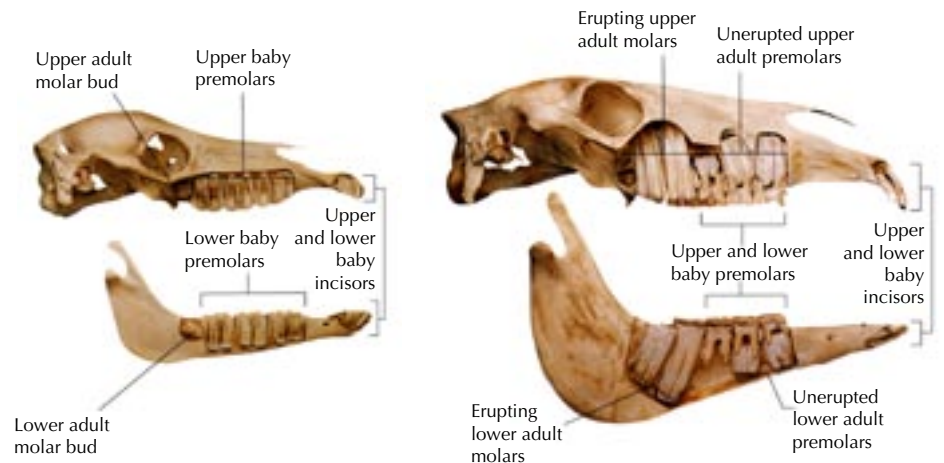 Upper adult
molar bud
Upper baby
premolars
Lower baby
premolars
Upper
and lower
baby
incisors
Lower adult
molar bud
Erupting upper
adult molars
Unerupted upper
adult premolars
Upper and lower
baby premolars
Upper
and lower
baby
incisors
Erupting
lower adult
molars
Unerupted
lower adult
premolars